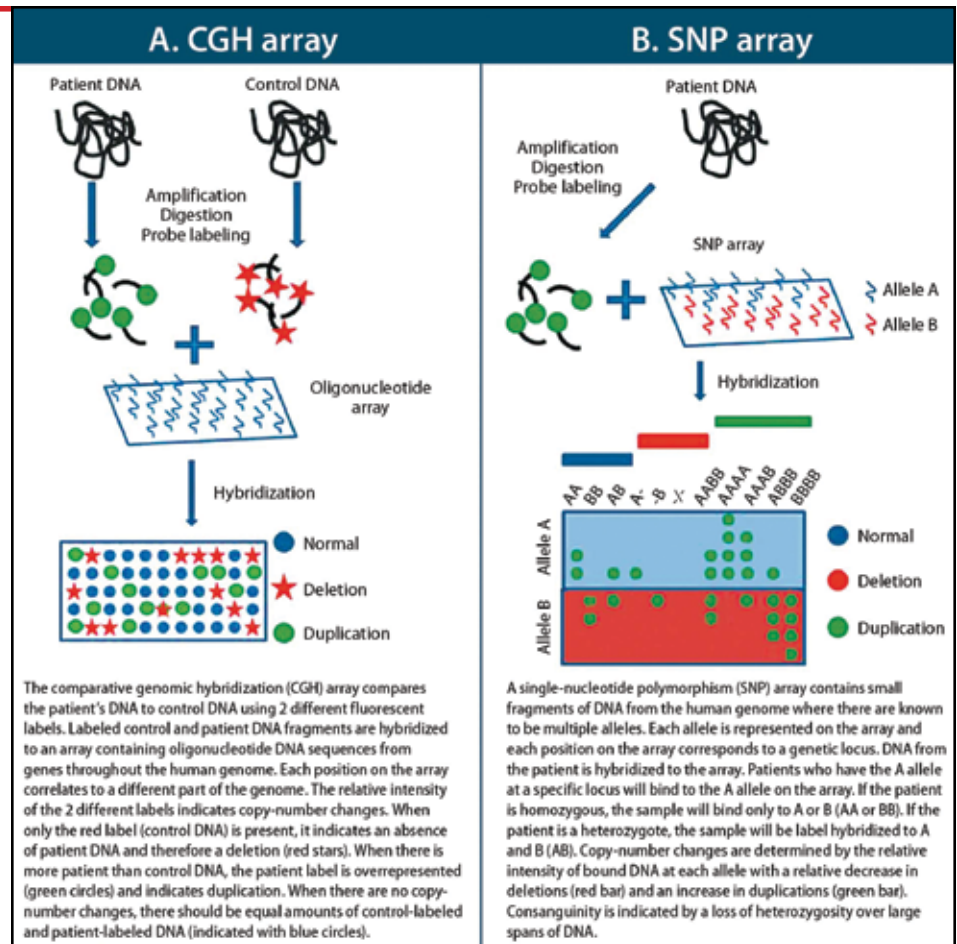 A. CGH array
Patient DNA
Control DNA
Amplification
Digestion
Probe labeling
Oligonucleotide
array
Hybridization
Normal
Deletion
Duplication
The comparative genomic hybridization (CGH) array compares
the patient's DNA to control DNA using 2 different fluorescent
labels. Labeled control and patient DNA fragments are hybridized
to an array containing oligonucleotide DNA sequences from
genes throughout the human genome. Each position on the array
correlates to a different part of the genome. The relative intensity
of the 2 different labels indicates copy-number changes. When
only the red label (control DNA) is present, it indicates an absence
of patient DNA and therefore a deletion (red stars). When there is
more patient than control DNA, the patient label is overrepresented
(green circles) and indicates duplication. When there are no copy-
number changes, there should be equal amounts of control-labeled
and patient-labeled DNA (indicated with blue circles).
B. SNP array
Patient DNA
Amplification
Digestion
Probe labeling
SNP array
Allele A
Allele B
Hybridization
AA
BB
AB
A-
-B
X
AABB
AAAA
AAAB
ABBB
BBBB
Allele A
Allele B
Normal
Deletion
Duplication
A single-nucleotide polymorphism (SNP) array contains small
fragments of DNA from the human genome where there are known
to be multiple alleles. Each allele is represented on the array and
each position on the array corresponds to a genetic locus. DNA from
the patient is hybridized to the array. Patients who have the A allele
at a specific locus will bind to the A allele on the array. If the patient
is homozygous, the sample will bind only to A or B (AA or BB). If the
patient is a heterozygote, the sample will be label hybridized to A
and B (AB). Copy-number changes are determined by the relative
intensity of bound DNA at each allele with a relative decrease in
deletions (red bar) and an increase in duplications (green bar).
Consanguinity is indicated by a loss of heterozygosity over large
spans of DNA.